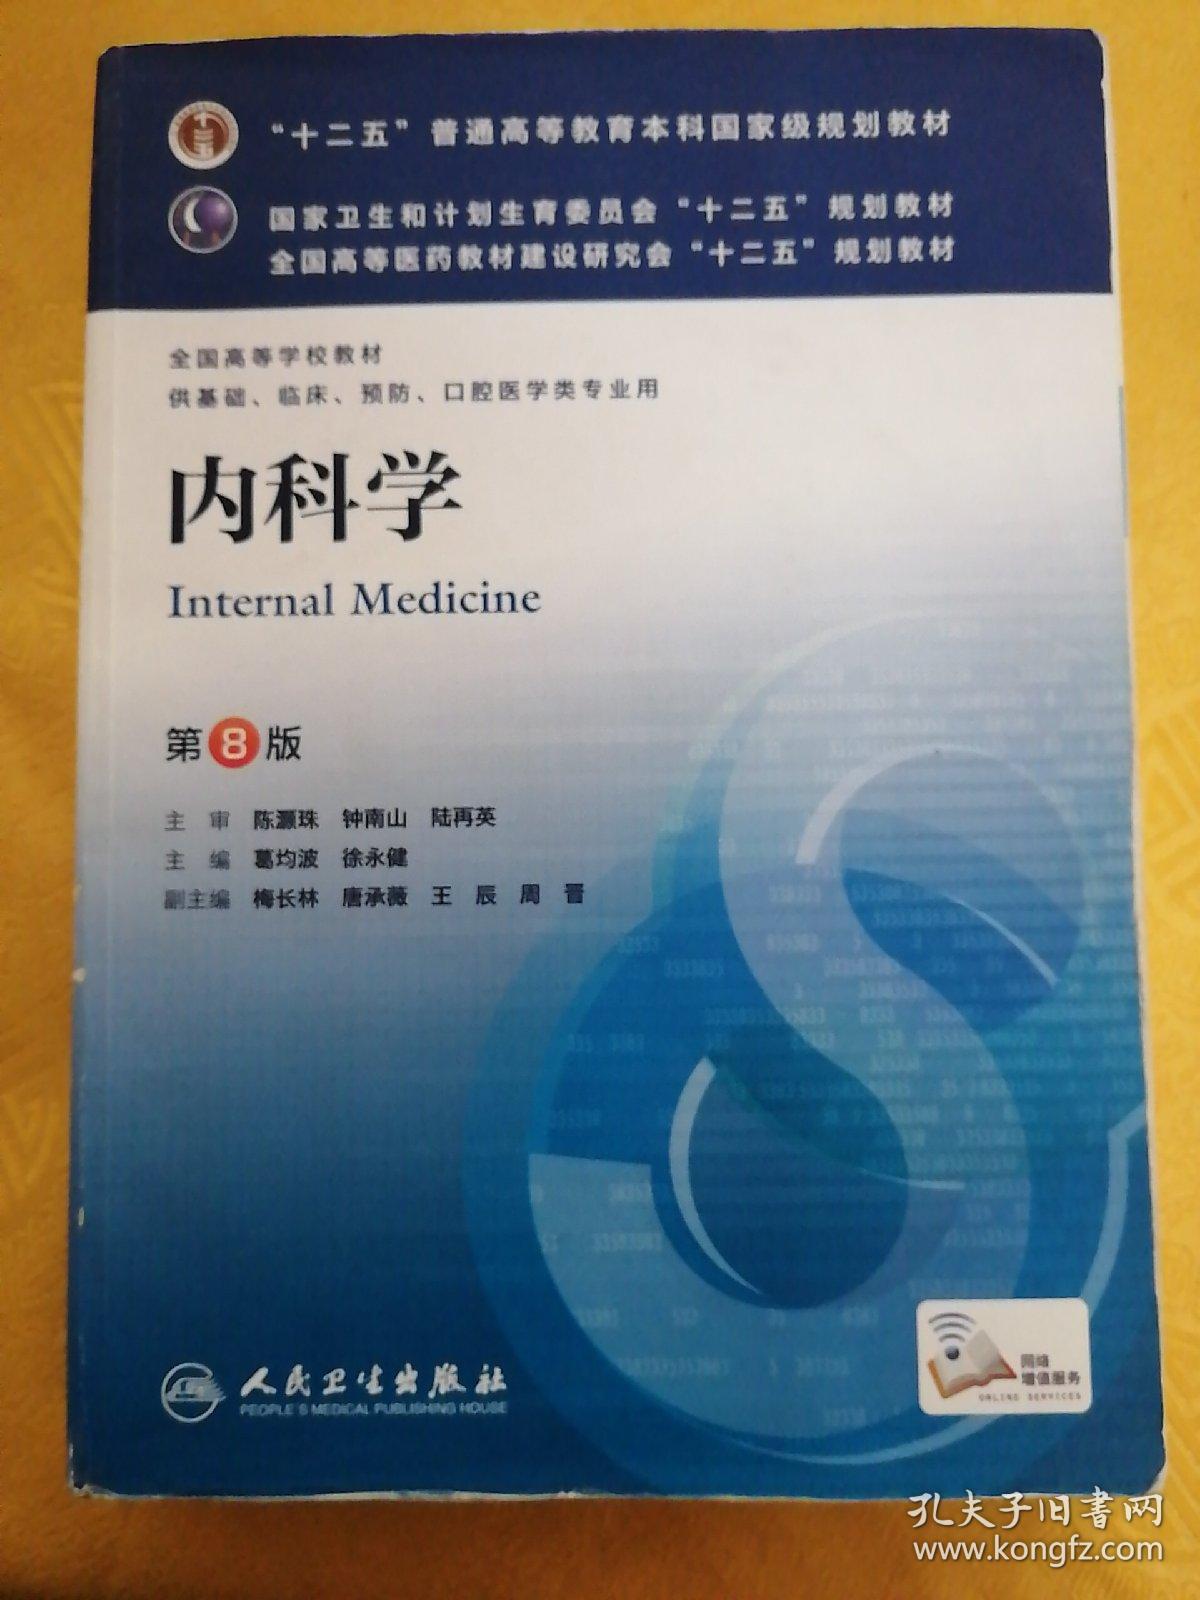 “十二五”普通高等教育本科国家级规划教材
国家卫生和计划生育委员会“十二五”规划教材
全国高等医药教材建设研究会“十二五”规划教材
全国高等学校教材
供基础、临床、预防、口腔医学类专业用
内科学
Internal Medicine
第8版
主 审 陈灏珠 钟南山 陆再英
主 编 葛均波 徐永健
副主编 梅长林 唐承薇 王 辰 周 晋
人民卫生出版社
PEOPLE'S MEDICAL PUBLISHING HOUSE
网络
增值服务
ONLINE SERVICES
孔夫子旧书网
www.kongfz.com